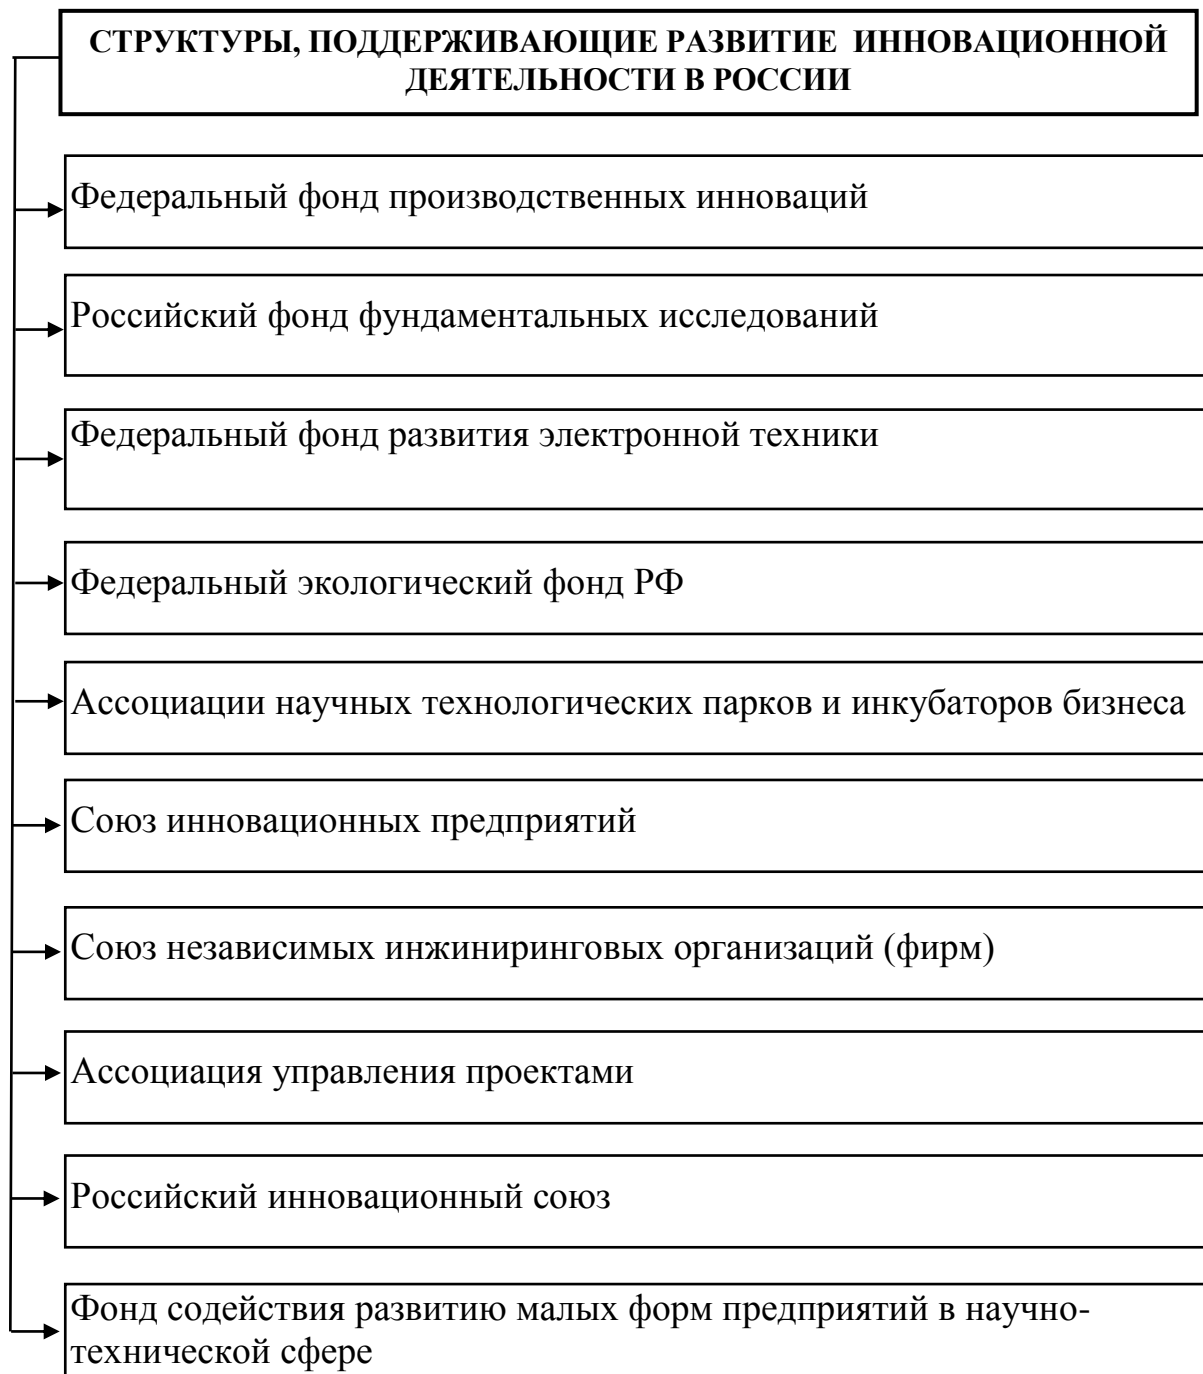 СТРУКТУРЫ, ПОДДЕРЖИВАЮЩИЕ РАЗВИТИЕ ИННОВАЦИОННОЙ
ДЕЯТЕЛЬНОСТИ В РОССИИ
Федеральный фонд производственных инноваций
Российский фонд фундаментальных исследований
Федеральный фонд развития электронной техники
Федеральный экологический фонд РФ
Ассоциации научных технологических парков и инкубаторов бизнеса
Союз инновационных предприятий
Союз независимых инжиниринговых организаций (фирм)
Ассоциация управления проектами
Российский инновационный союз
Фонд содействия развитию малых форм предприятий в научно-
технической сфере